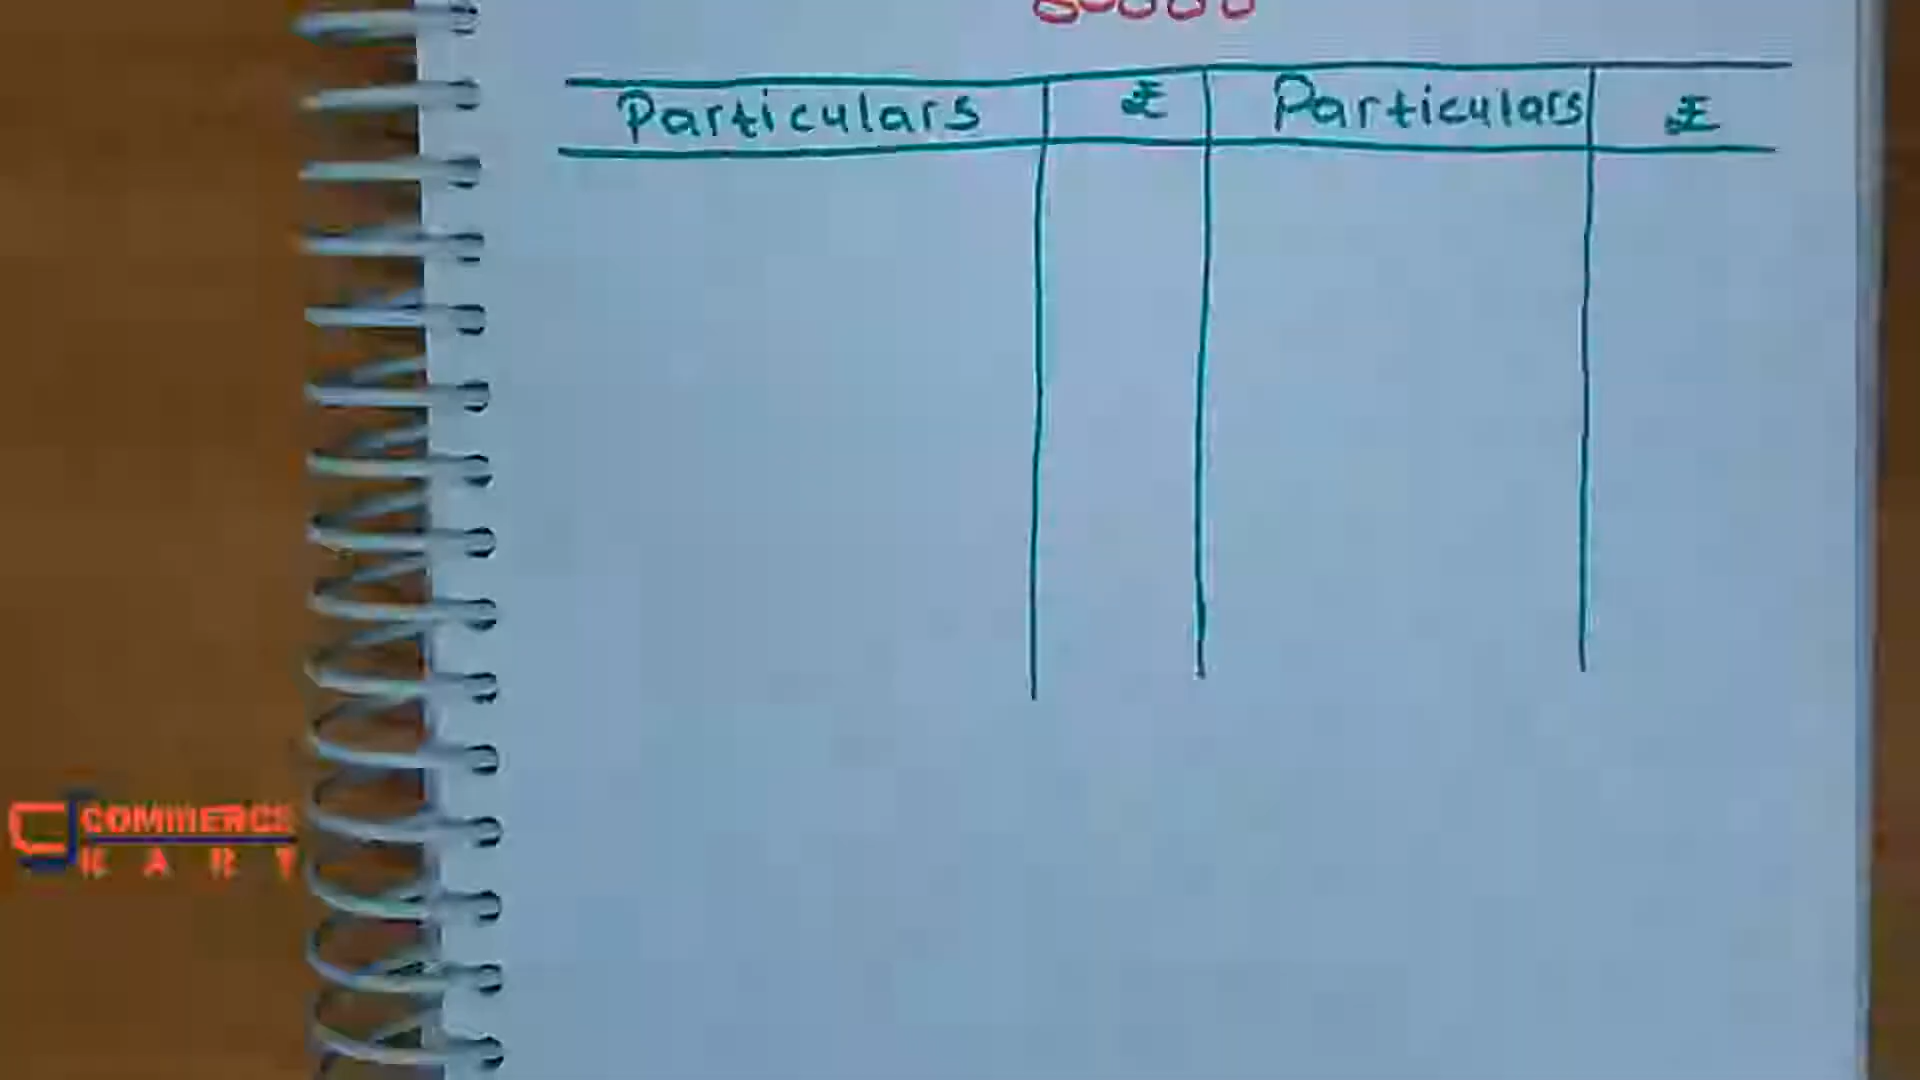 Particulars ₹ Particulars ₹
COMMERCE
KART